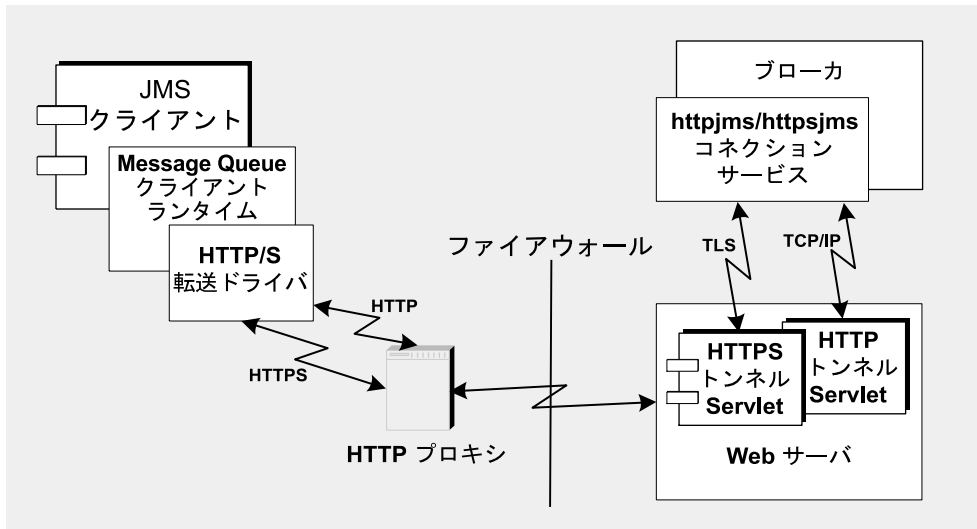 JMS
クライアント
Message Queue
クライアント
ランタイム
HTTP/S
転送ドライバ
HTTP
HTTPS
HTTP プロキシ
ファイアウォール
ブローカ
httpjms/httpsjms
コネクション
サービス
TLS
TCP/IP
HTTPS
トンネル
Servlet
HTTP
トンネル
Servlet
Web サーバ